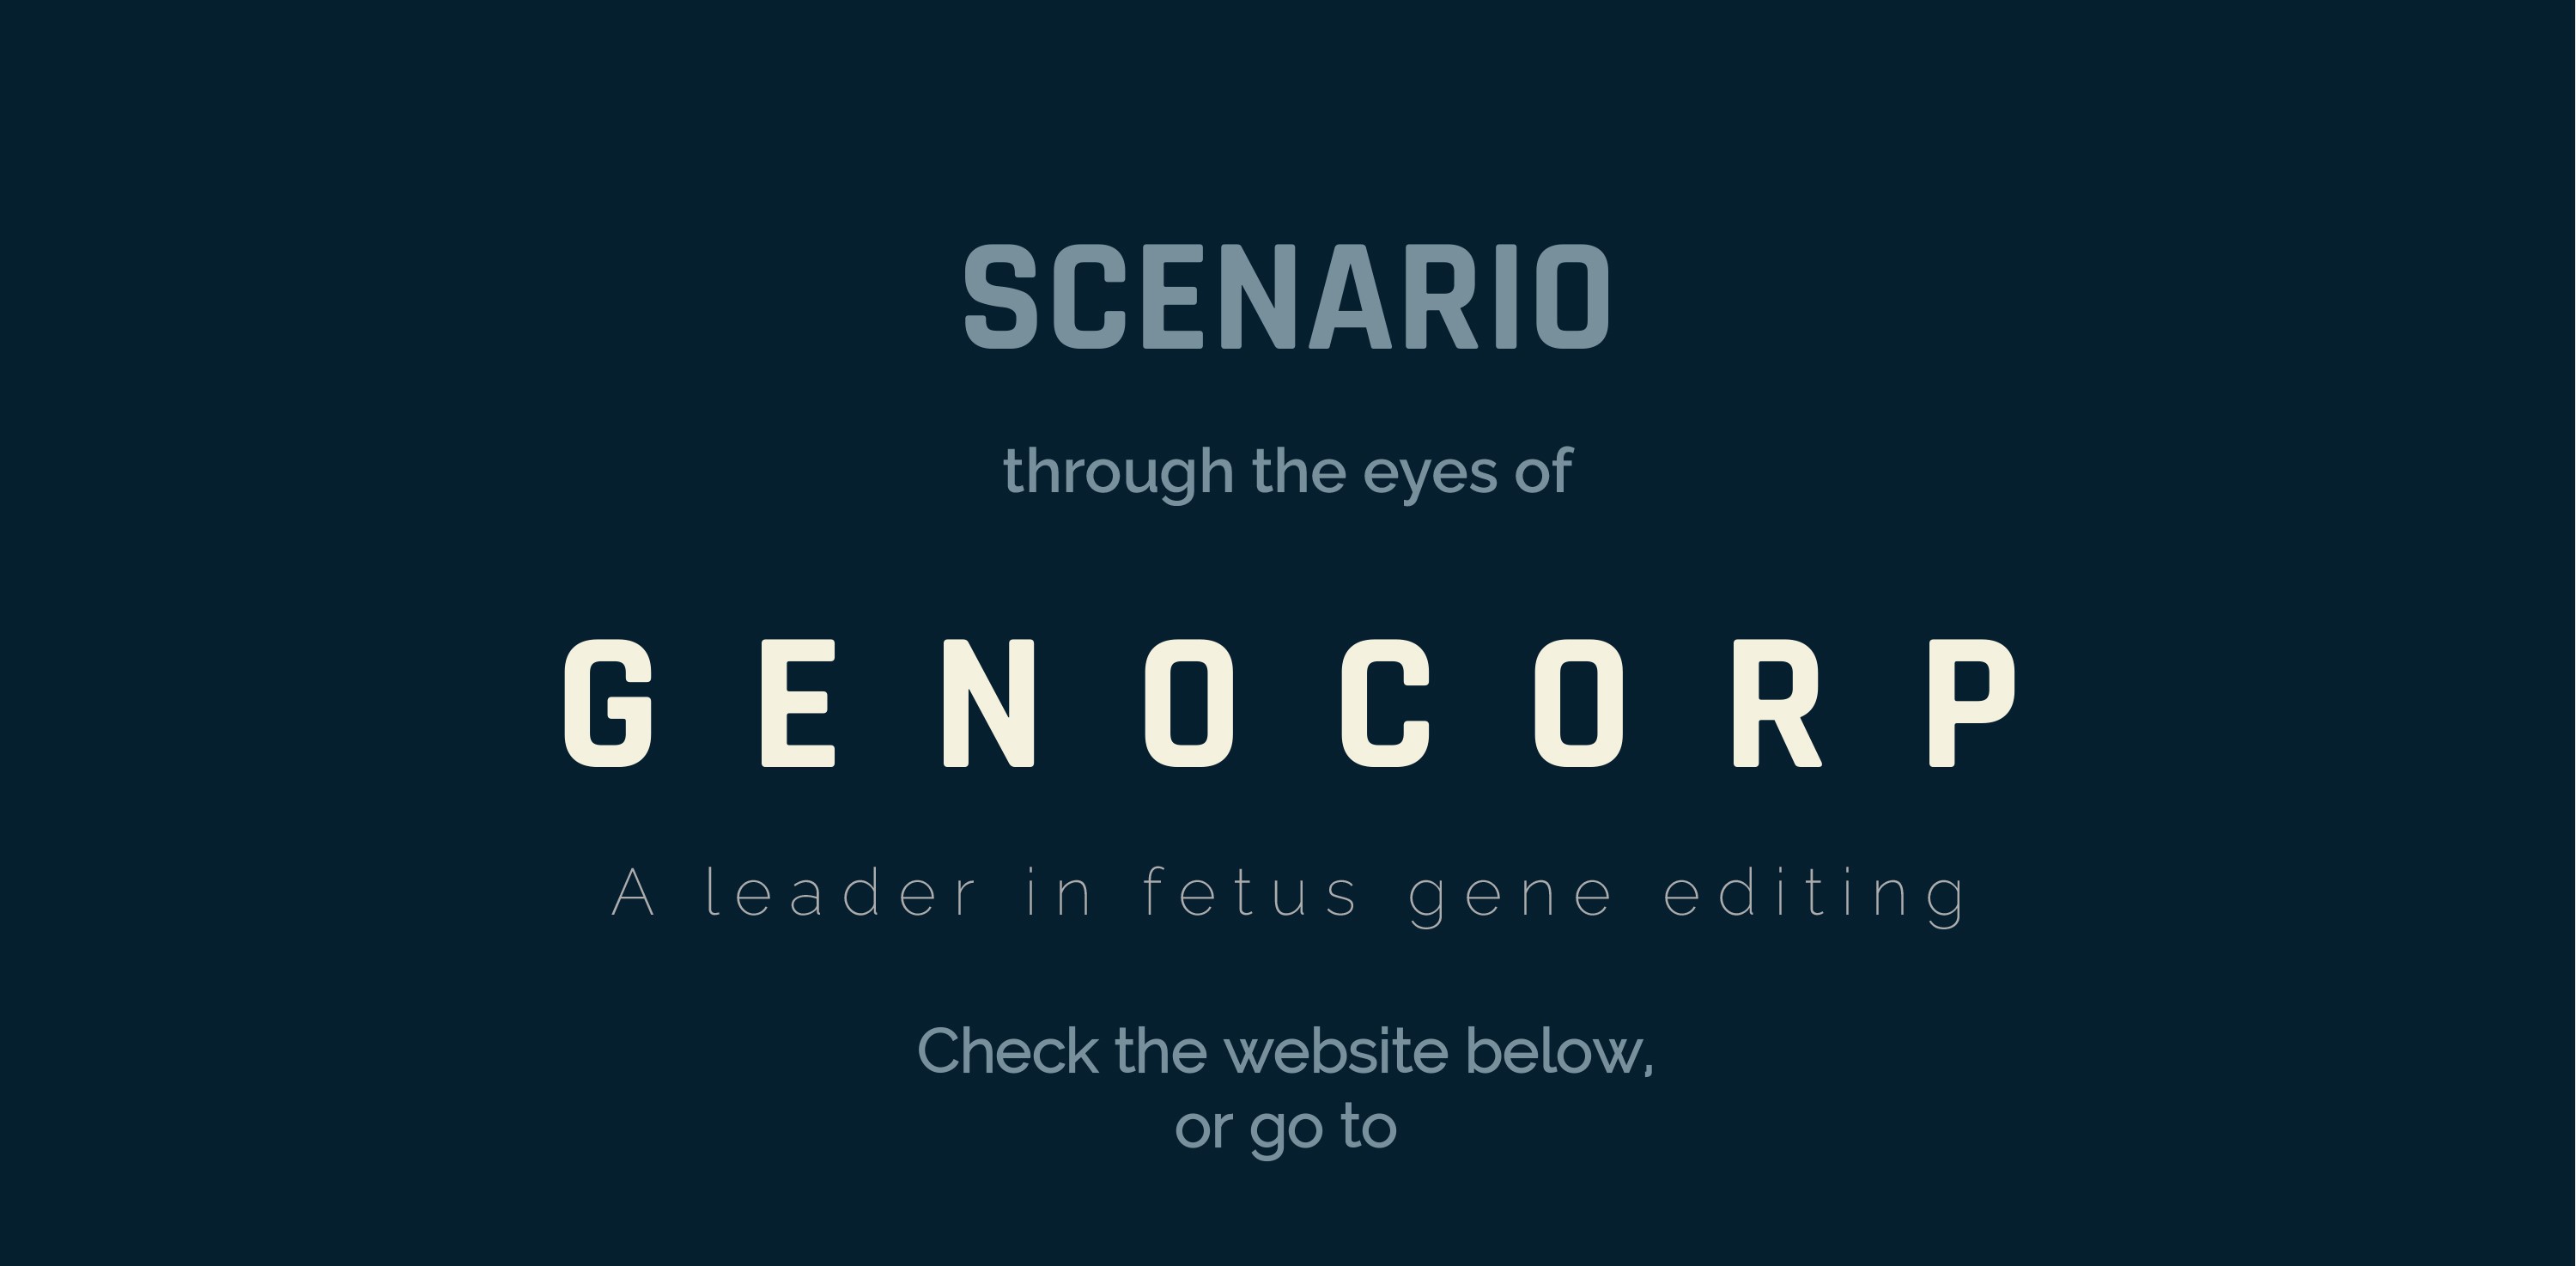 SCENARIO
through the eyes of
GENOCORP
A leader in fetus gene editing
Check the website below,
or go to